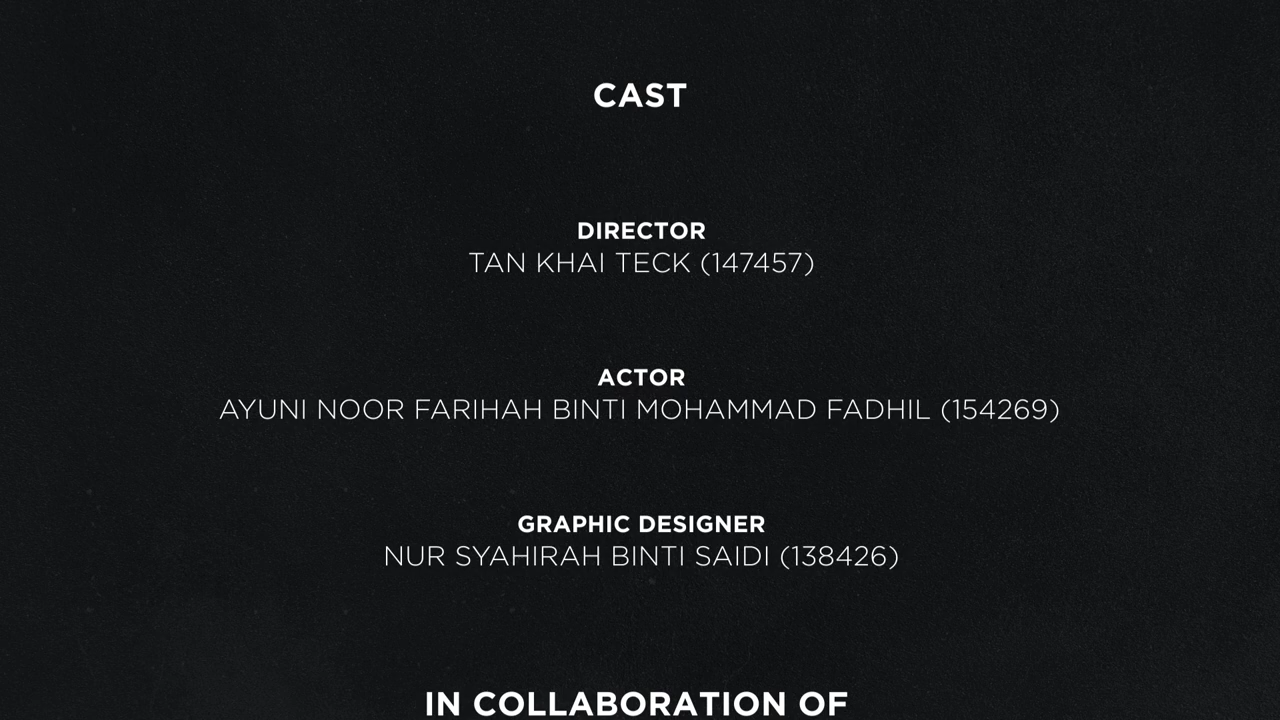 CAST
DIRECTOR
TAN KHAI TECK (147457)
ACTOR
AYUNI NOOR FARIHAH BINTI MOHAMMAD FADHIL (154269)
GRAPHIC DESIGNER
NUR SYAHIRAH BINTI SAIDI (138426)
IN COLLABORATION OF